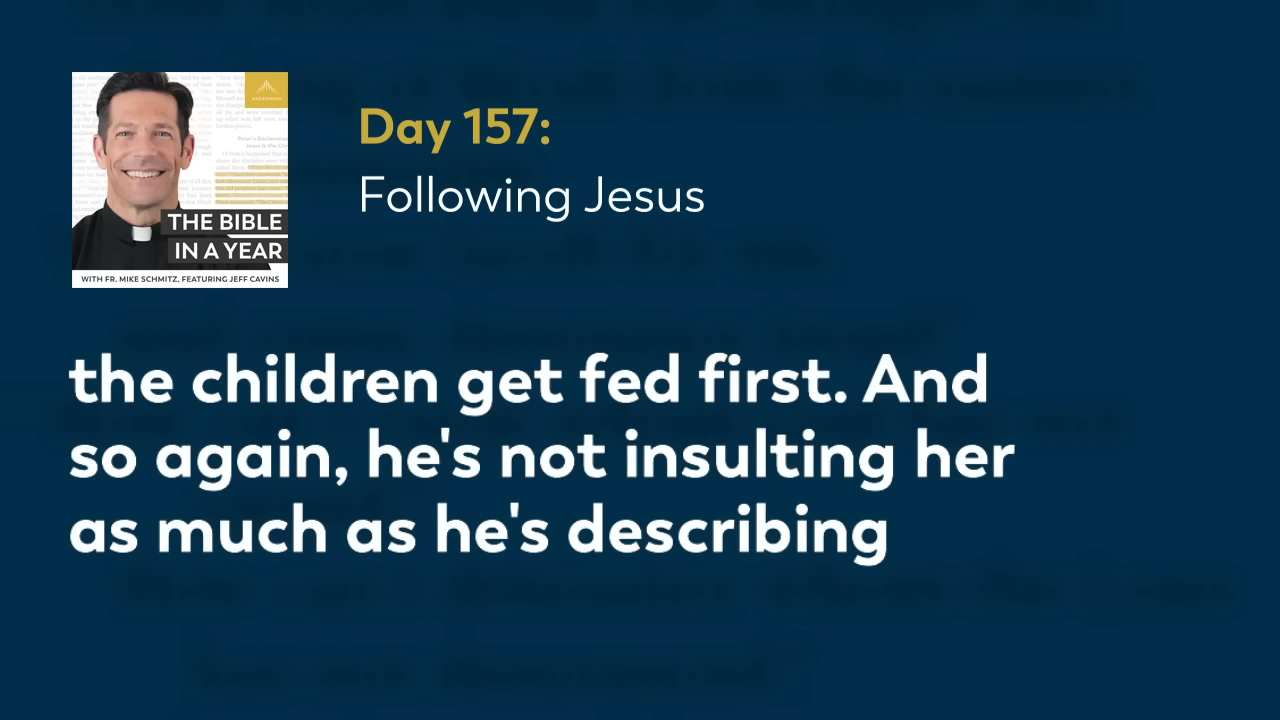 ASCENSION
THE BIBLE
IN A YEAR
WITH FR. MIKE SCHMITZ, FEATURING JEFF CAVINS
Day 157:
Following Jesus
the children get fed first. And
so again, he's not insulting her
as much as he's describing